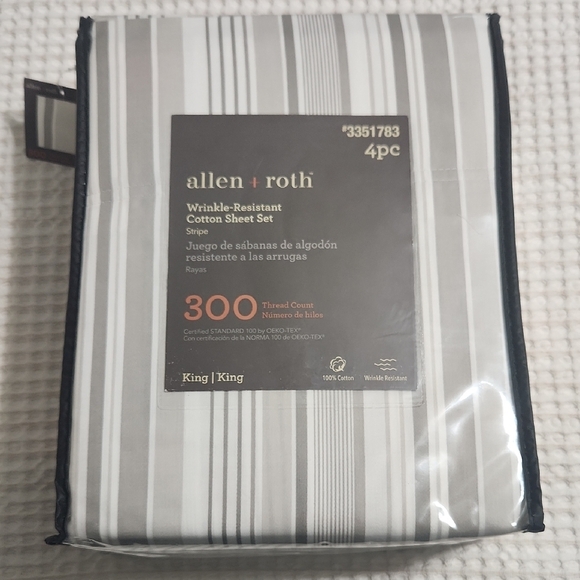 #3351783
4pc
allen + roth™
Wrinkle-Resistant
Cotton Sheet Set
Stripe
Juego de sábanas de algodón
resistente a las arrugas
Rayas
300 Thread Count
Número de hilos
Certified STANDARD 100 by OEKO-TEX®
Con certificación de la NORMA 100 de OEKO-TEX®
King | King
100% Cotton
Wrinkle Resistant